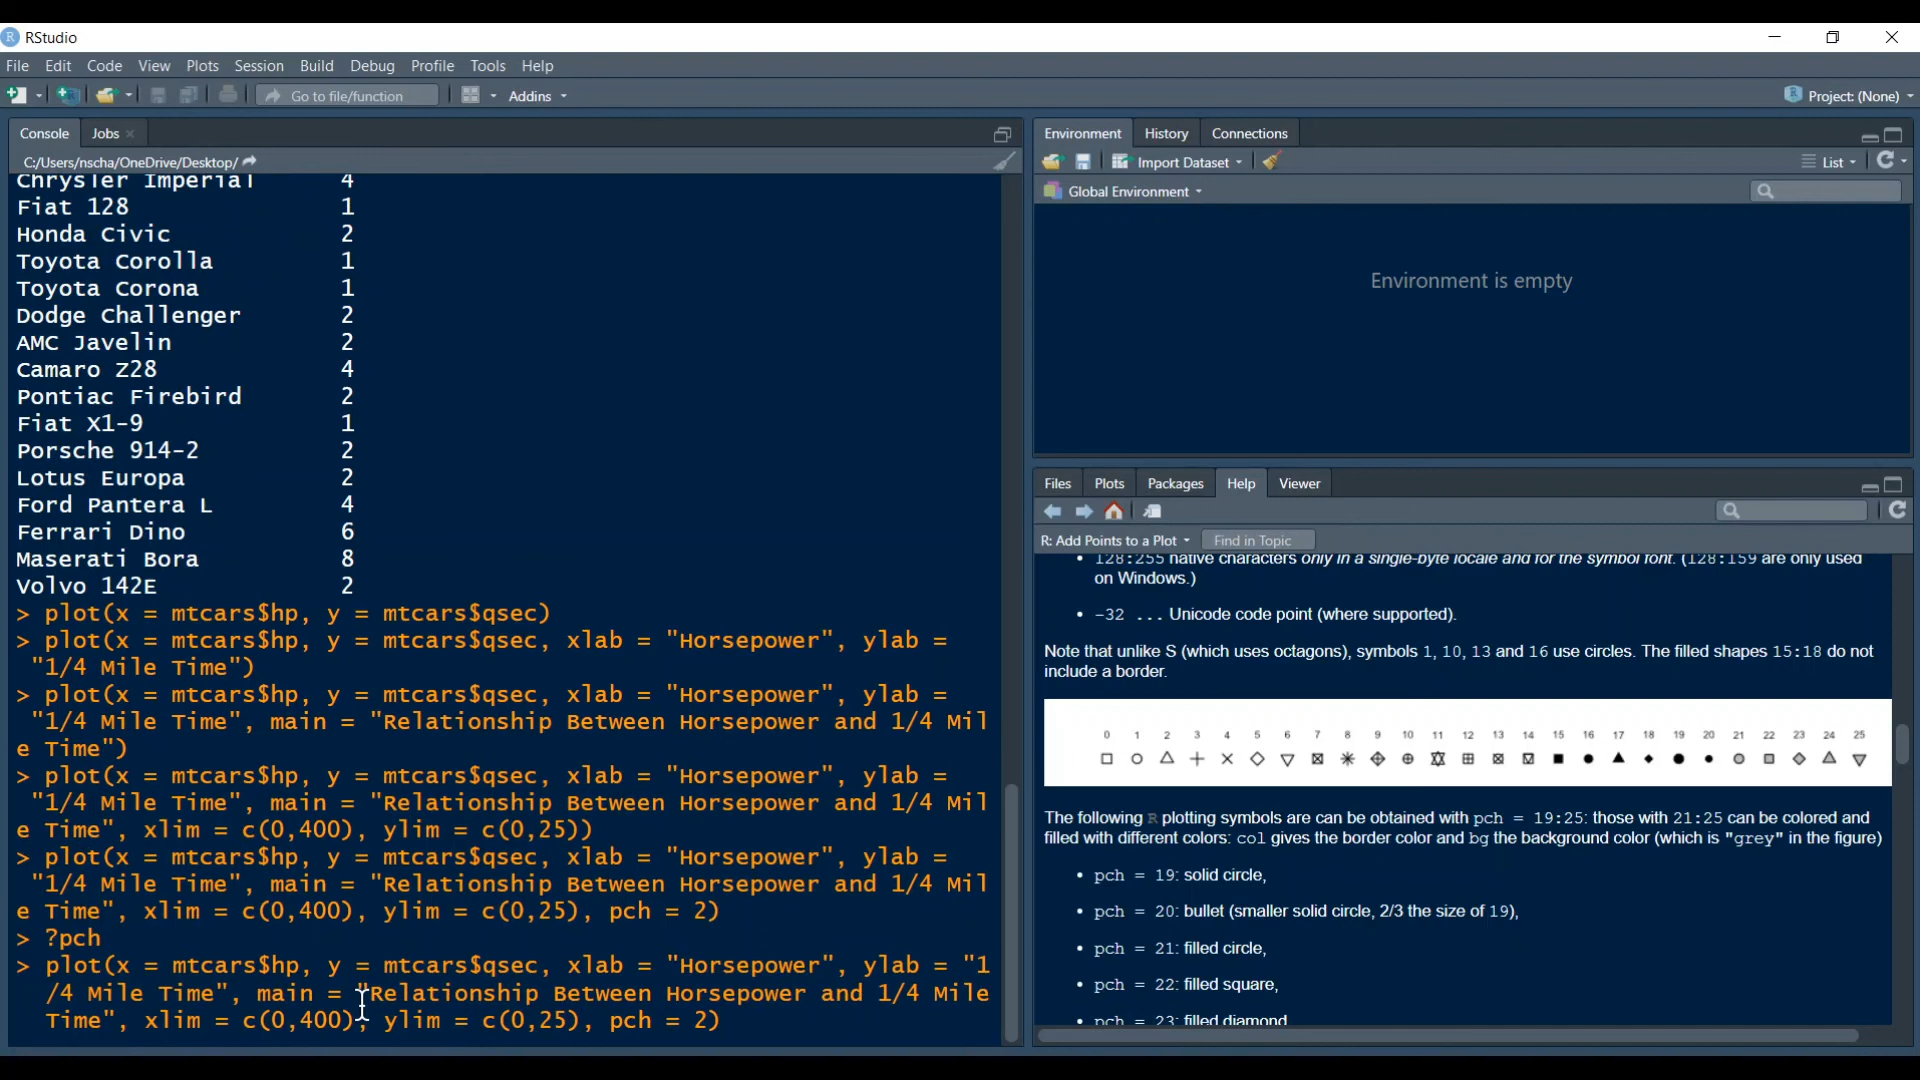 RStudio
File Edit Code View Plots Session Build Debug Profile Tools Help
Go to file/function Addins Project: (None)
Console Jobs
C:/Users/nscha/OneDrive/Desktop/
Chrysler Imperial 4
Fiat 128 1
Honda Civic 2
Toyota Corolla 1
Toyota Corona 1
Dodge Challenger 2
AMC Javelin 2
Camaro Z28 4
Pontiac Firebird 2
Fiat X1-9 1
Porsche 914-2 2
Lotus Europa 2
Ford Pantera L 4
Ferrari Dino 6
Maserati Bora 8
Volvo 142E 2
> plot(x = mtcars$hp, y = mtcars$qsec)
> plot(x = mtcars$hp, y = mtcars$qsec, xlab = "Horsepower", ylab =
"1/4 Mile Time")
> plot(x = mtcars$hp, y = mtcars$qsec, xlab = "Horsepower", ylab =
"1/4 Mile Time", main = "Relationship Between Horsepower and 1/4 Mil
e Time")
> plot(x = mtcars$hp, y = mtcars$qsec, xlab = "Horsepower", ylab =
"1/4 Mile Time", main = "Relationship Between Horsepower and 1/4 Mil
e Time", xlim = c(0,400), ylim = c(0,25))
> plot(x = mtcars$hp, y = mtcars$qsec, xlab = "Horsepower", ylab =
"1/4 Mile Time", main = "Relationship Between Horsepower and 1/4 Mil
e Time", xlim = c(0,400), ylim = c(0,25), pch = 2)
> ?pch
> plot(x = mtcars$hp, y = mtcars$qsec, xlab = "Horsepower", ylab = "1
/4 Mile Time", main = "Relationship Between Horsepower and 1/4 Mile
Time", xlim = c(0,400), ylim = c(0,25), pch = 2)
Environment History Connections
Import Dataset List
Global Environment
Environment is empty
Files Plots Packages Help Viewer
R: Add Points to a Plot Find in Topic
• 128:255 native characters only in a single-byte locale and for the symbol font. (128:159 are only used
on Windows.)
• -32 ... Unicode code point (where supported).
Note that unlike S (which uses octagons), symbols 1, 10, 13 and 16 use circles. The filled shapes 15:18 do not
include a border.
0 1 2 3 4 5 6 7 8 9 10 11 12 13 14 15 16 17 18 19 20 21 22 23 24 25
The following R plotting symbols are can be obtained with pch = 19:25: those with 21:25 can be colored and
filled with different colors: col gives the border color and bg the background color (which is "grey" in the figure)
• pch = 19: solid circle,
• pch = 20: bullet (smaller solid circle, 2/3 the size of 19),
• pch = 21: filled circle,
• pch = 22: filled square,
• pch = 23: filled diamond